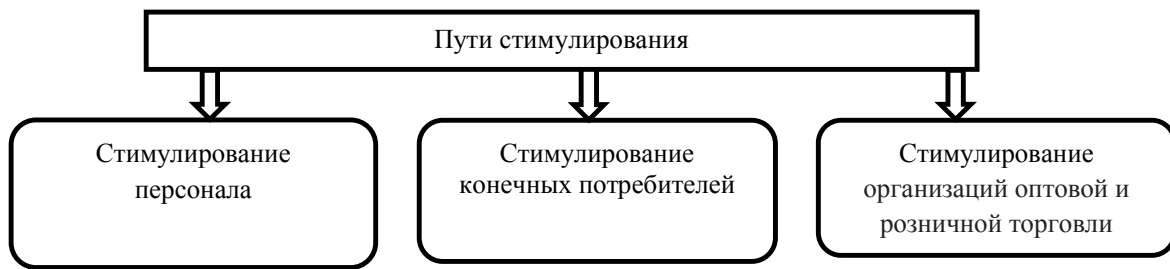 Пути стимулирования
Стимулирование
персонала
Стимулирование
конечных потребителей
Стимулирование
организаций оптовой и
розничной торговли